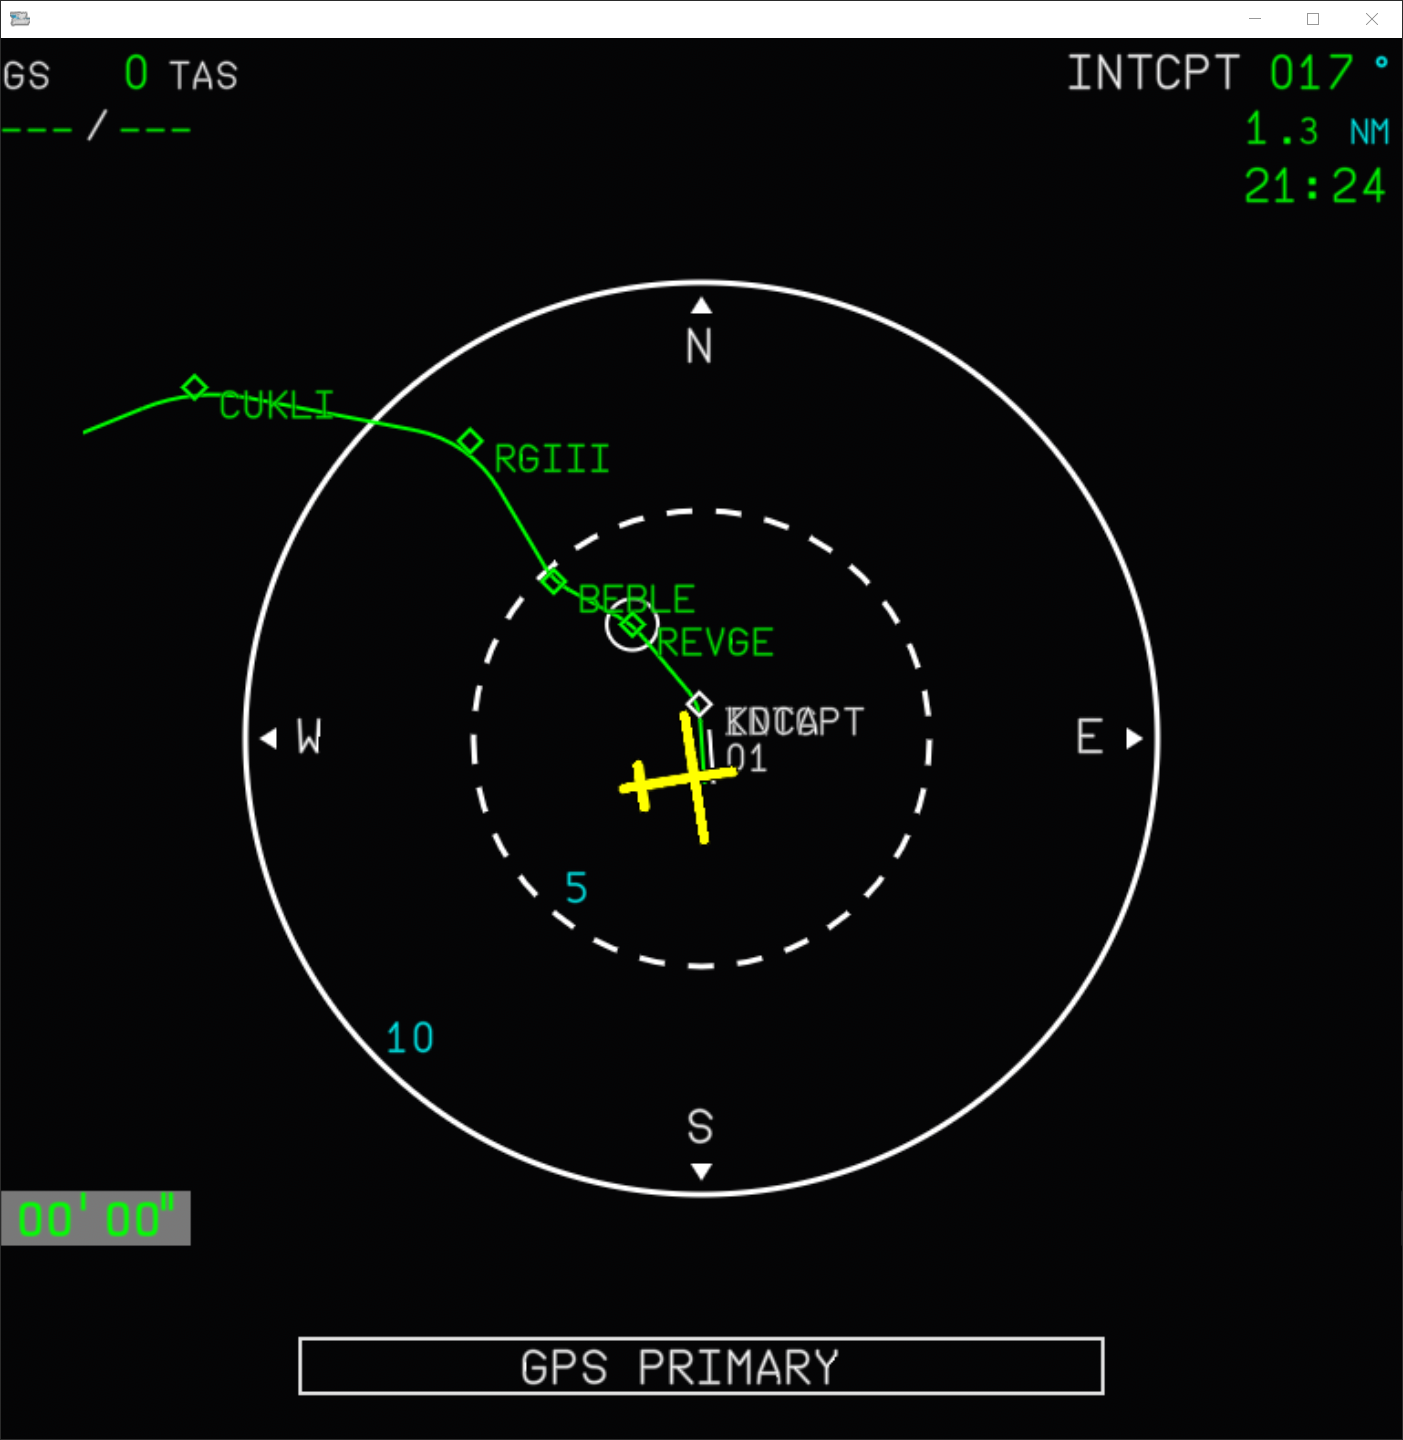 GS 0 TAS
INTCPT 017°
---/---
1.3 NM
21:24
N
CUKLI
RGIII
BEBLE
REVGE
01
W
E
5
10
S
00'00"
GPS PRIMARY